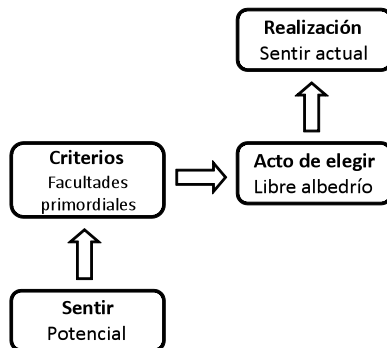 Realización
Sentir actual
Criterios
Facultades
primordiales
Acto de elegir
Libre albedrío
Sentir
Potencial